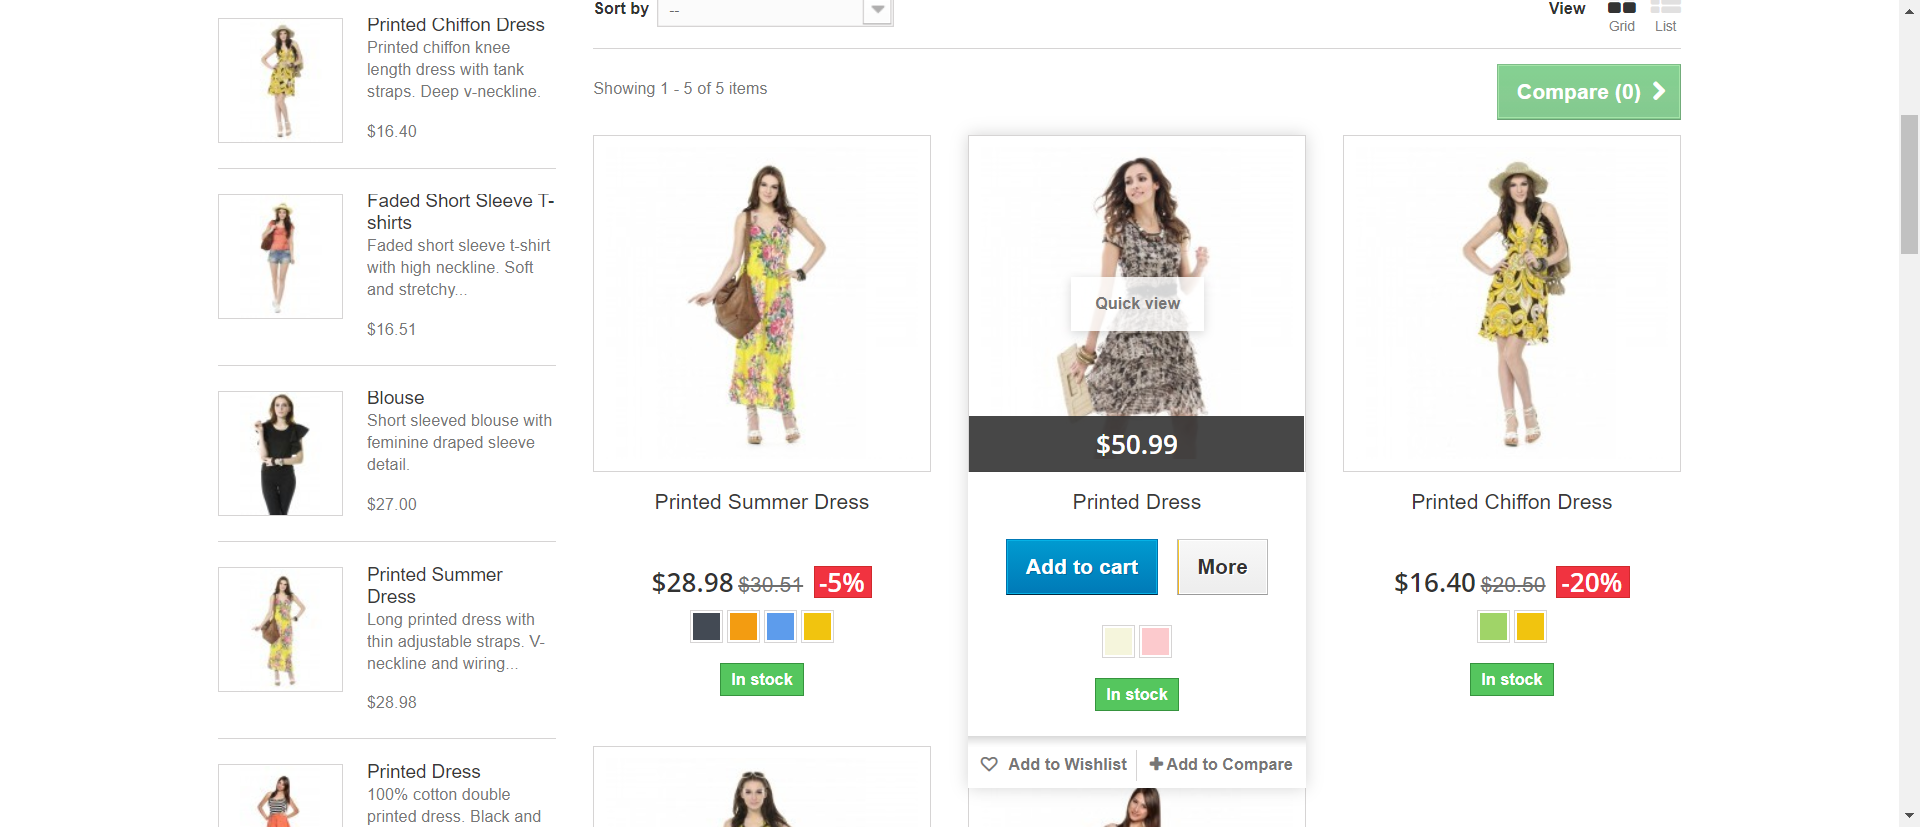 Printed Chiffon Dress
Printed chiffon knee
length dress with tank
straps. Deep v-neckline.
$16.40
Faded Short Sleeve T-
shirts
Faded short sleeve t-shirt
with high neckline. Soft
and stretchy...
$16.51
Blouse
Short sleeved blouse with
feminine draped sleeve
detail.
$27.00
Printed Summer
Dress
Long printed dress with
thin adjustable straps. V-
neckline and wiring...
$28.98
Printed Dress
100% cotton double
printed dress. Black and
Sort by
--
View
Grid
List
Showing 1 - 5 of 5 items
Compare (0)
Printed Summer Dress
$28.98 $30.51 -5%
In stock
Quick view
$50.99
Printed Dress
Add to cart
More
In stock
Add to Wishlist
Add to Compare
Printed Chiffon Dress
$16.40 $20.50 -20%
In stock